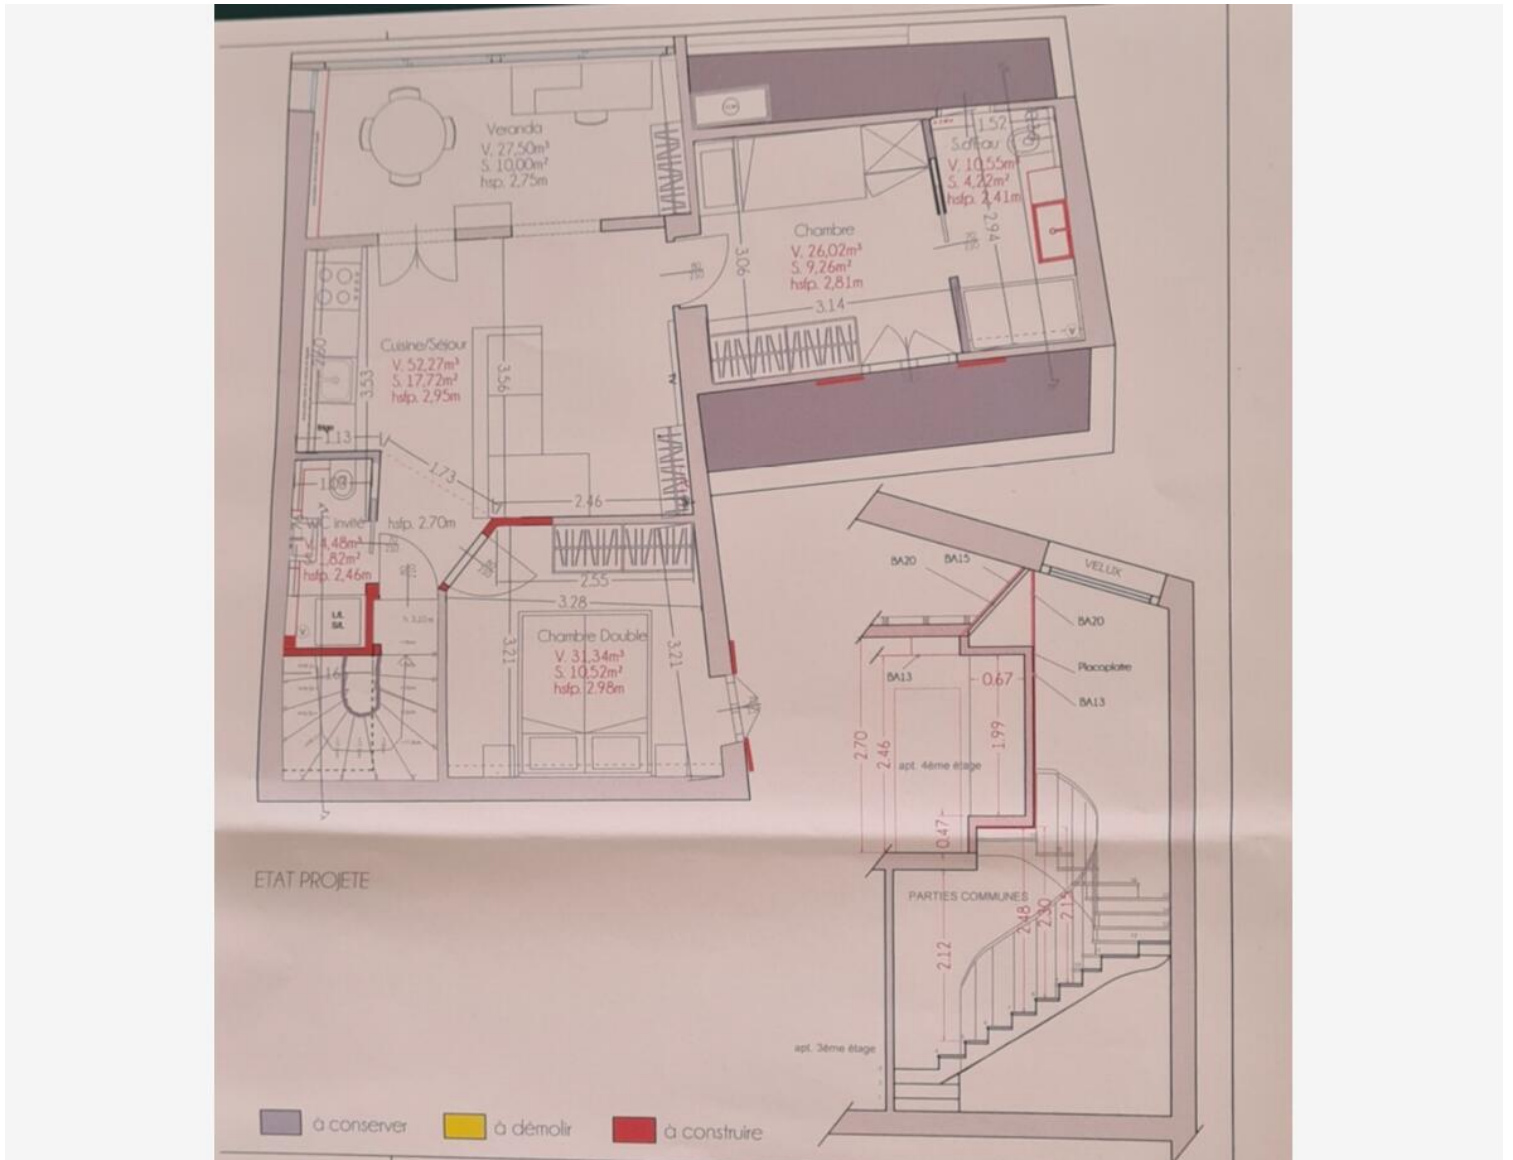 Veranda
V. 27,50m³
S. 10,00m²
hsfp. 2,75m
1.52
S.d'Eau
V. 10,55m³
S. 4,22m²
hsfp. 2,41m
2.94
Chambre
V. 26,02m³
S. 9,26m²
hsfp. 2,81m
3.06
3.14
Cuisine/Séjour
V. 52,27m³
S. 17,72m²
hsfp. 2,95m
3.53
3.56
frigo
1.13
1.73
2.46
WC Invité
V. 4,48m³
hsfp. 2,46m
hsfp. 2.70m
2.55
3.28
Chambre Double
V. 31,34m³
S. 10,52m²
hsfp. 2.98m
3.21
3.21
LL
SL
V
BA20
BA15
VELUX
BA20
Placoplatre
BA13
BA13
0.67
2.70
2.46
1.99
apt. 4ème étage
0.47
PARTIES COMMUNES
2.48
2.30
2.15
2.12
apt. 3ème étage
ETAT PROJETE
à conserver
à démolir
à construire